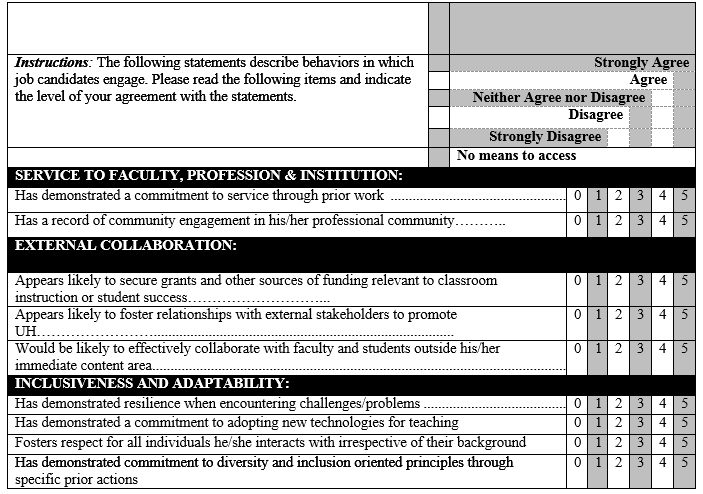 Instructions: The following statements describe behaviors in which
job candidates engage. Please read the following items and indicate
the level of your agreement with the statements.
Strongly Agree
Agree
Neither Agree nor Disagree
Disagree
Strongly Disagree
No means to access
SERVICE TO FACULTY, PROFESSION & INSTITUTION:
Has demonstrated a commitment to service through prior work ................................................ 0 1 2 3 4 5
Has a record of community engagement in his/her professional community……….. 0 1 2 3 4 5
EXTERNAL COLLABORATION:
Appears likely to secure grants and other sources of funding relevant to classroom
instruction or student success………………………... 0 1 2 3 4 5
Appears likely to foster relationships with external stakeholders to promote
UH…………………........................................................................................ 0 1 2 3 4 5
Would be likely to effectively collaborate with faculty and students outside his/her
immediate content area.................................................................................................... 0 1 2 3 4 5
INCLUSIVENESS AND ADAPTABILITY:
Has demonstrated resilience when encountering challenges/problems ...................................... 0 1 2 3 4 5
Has demonstrated a commitment to adopting new technologies for teaching 0 1 2 3 4 5
Fosters respect for all individuals he/she interacts with irrespective of their background 0 1 2 3 4 5
Has demonstrated commitment to diversity and inclusion oriented principles through
specific prior actions 0 1 2 3 4 5